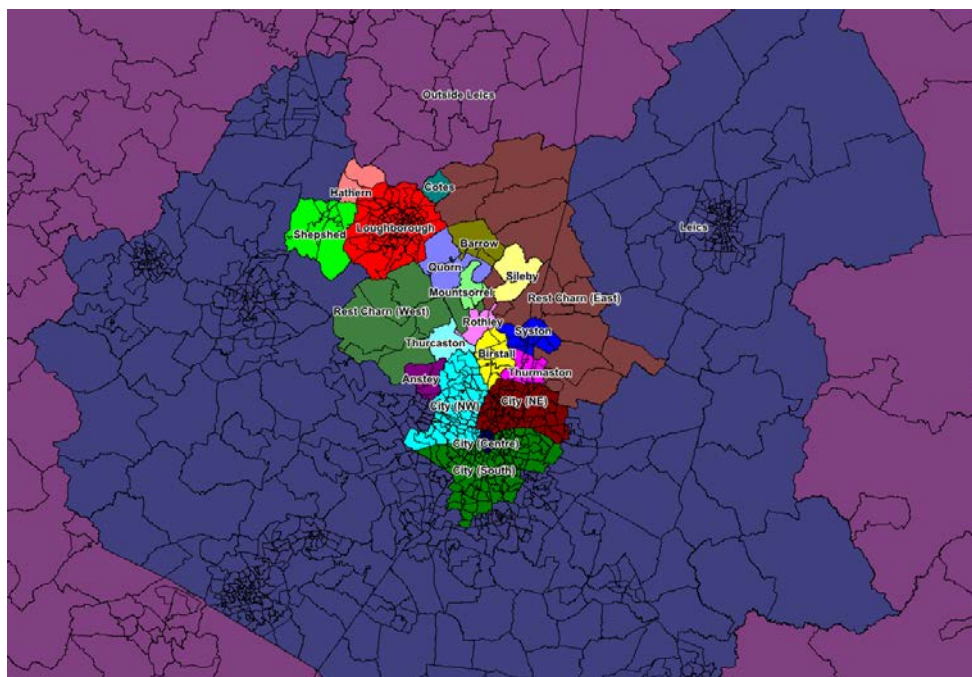 Outside Leics
Hathern
Cotes
Shepshed
Loughborough
Leics
Barrow
Quorn
Sileby
Mountsorrel
Rest Charn (East)
Rest Charn (West)
Rothley
Syston
Thurcaston
Birstall
Thurmaston
Anstey
City (NW)
City (NE)
City (Centre)
City (South)